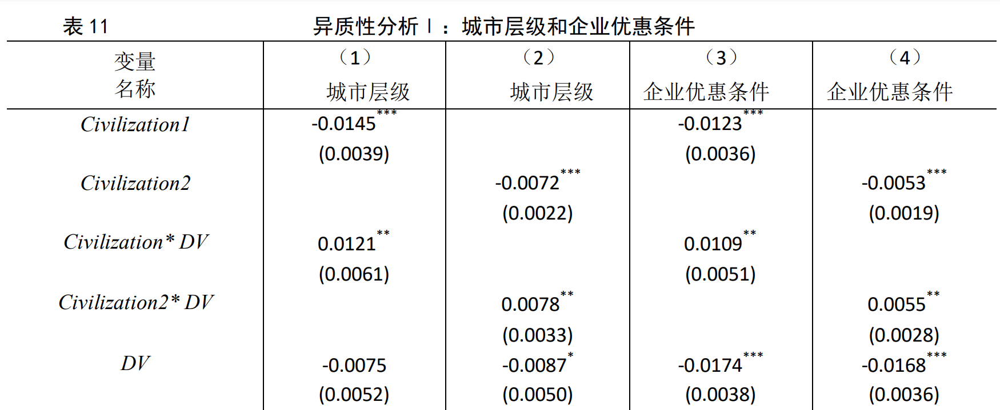 表 11 异质性分析Ⅰ：城市层级和企业优惠条件
变量名称 （1） （2） （3） （4）
城市层级 城市层级 企业优惠条件 企业优惠条件
Civilization1 -0.0145*** -0.0123***
(0.0039) (0.0036)
Civilization2 -0.0072*** -0.0053***
(0.0022) (0.0019)
Civilization* DV 0.0121** 0.0109**
(0.0061) (0.0051)
Civilization2* DV 0.0078** 0.0055**
(0.0033) (0.0028)
DV -0.0075 -0.0087* -0.0174*** -0.0168***
(0.0052) (0.0050) (0.0038) (0.0036)